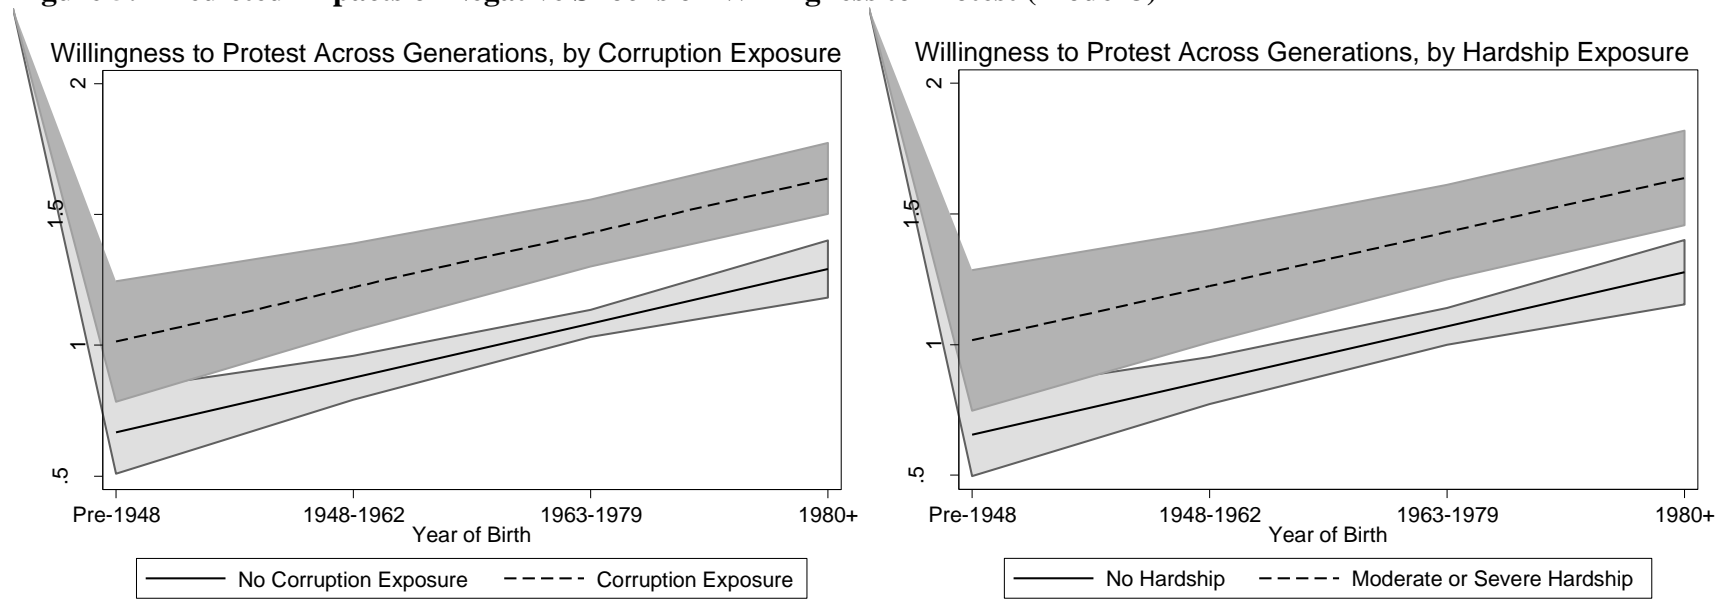 Willingness to Protest Across Generations, by Corruption Exposure
2
1.5
1
.5
Pre-1948 1948-1962 1963-1979 1980+
Year of Birth
No Corruption Exposure Corruption Exposure
Willingness to Protest Across Generations, by Hardship Exposure
2
1.5
1
.5
Pre-1948 1948-1962 1963-1979 1980+
Year of Birth
No Hardship Moderate or Severe Hardship